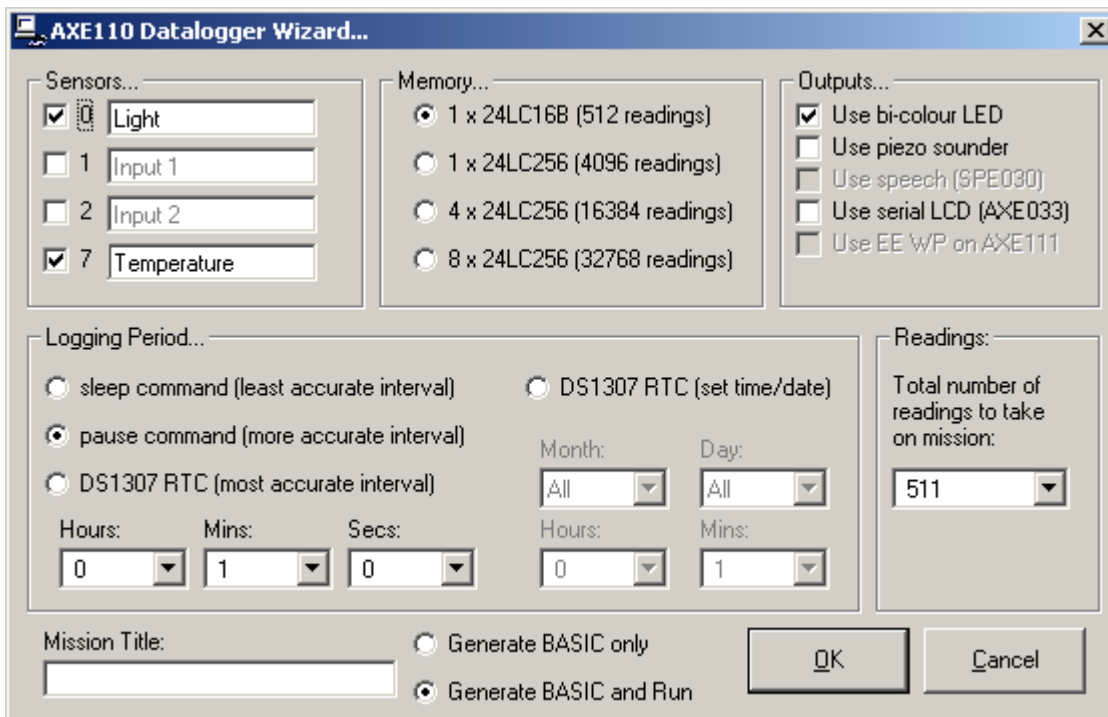 AXE110 Datalogger Wizard...
Sensors...
0 Light
1 Input 1
2 Input 2
7 Temperature
Memory...
1 x 24LC16B (512 readings)
1 x 24LC256 (4096 readings)
4 x 24LC256 (16384 readings)
8 x 24LC256 (32768 readings)
Outputs...
Use bi-colour LED
Use piezo sounder
Use speech (SPE030)
Use serial LCD (AXE033)
Use EE WP on AXE111
Logging Period...
sleep command (least accurate interval)
pause command (more accurate interval)
DS1307 RTC (most accurate interval)
Hours: Mins: Secs:
0 1 0
DS1307 RTC (set time/date)
Month: Day:
All All
Hours: Mins:
0 1
Readings:
Total number of
readings to take
on mission:
511
Mission Title:
Generate BASIC only
Generate BASIC and Run
OK
Cancel